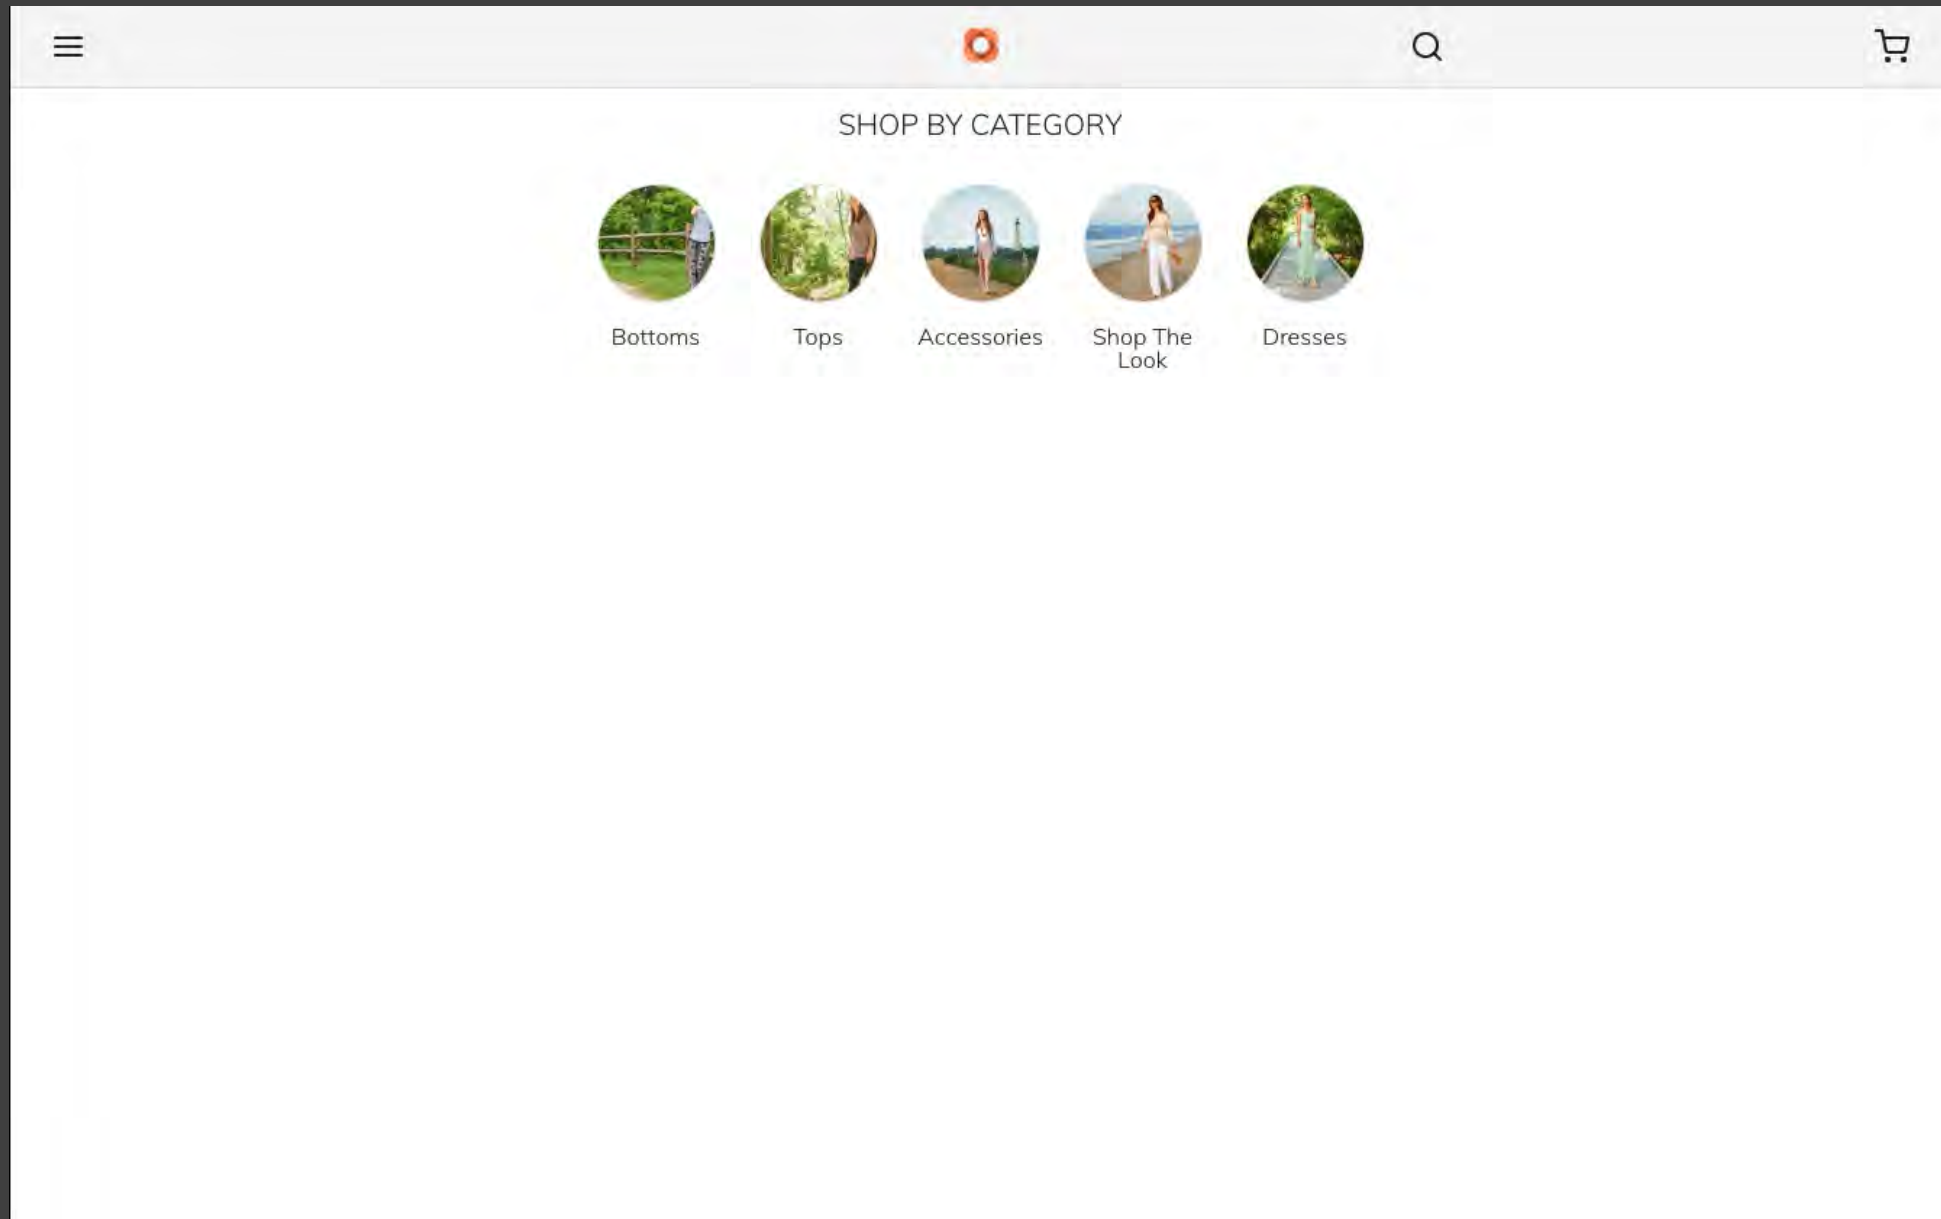 SHOP BY CATEGORY
Bottoms
Tops
Accessories
Shop The
Look
Dresses